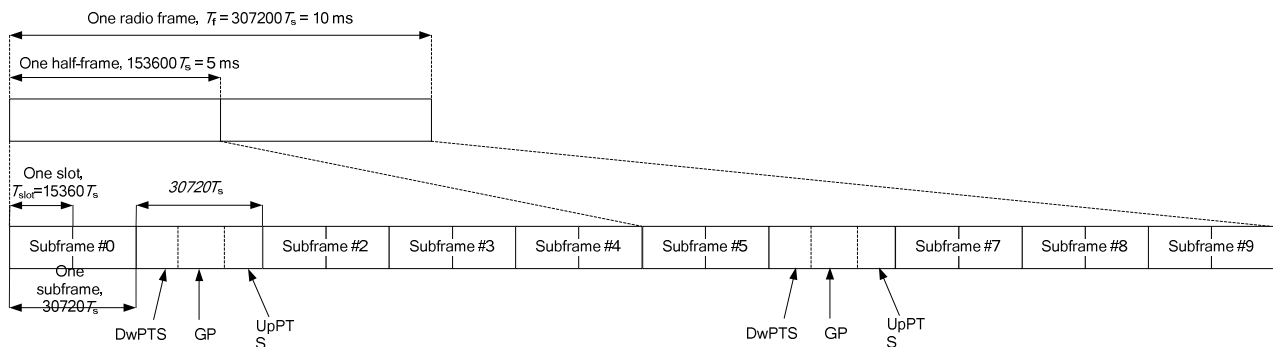 One radio frame, Tf = 307200Ts = 10 ms
One half-frame, 153600Ts = 5 ms
One slot,
Tslot=15360Ts
30720Ts
Subframe #0
Subframe #2
Subframe #3
Subframe #4
Subframe #5
Subframe #7
Subframe #8
Subframe #9
One
subframe,
30720Ts
DwPTS
GP
UpPT
S
DwPTS
GP
UpPT
S